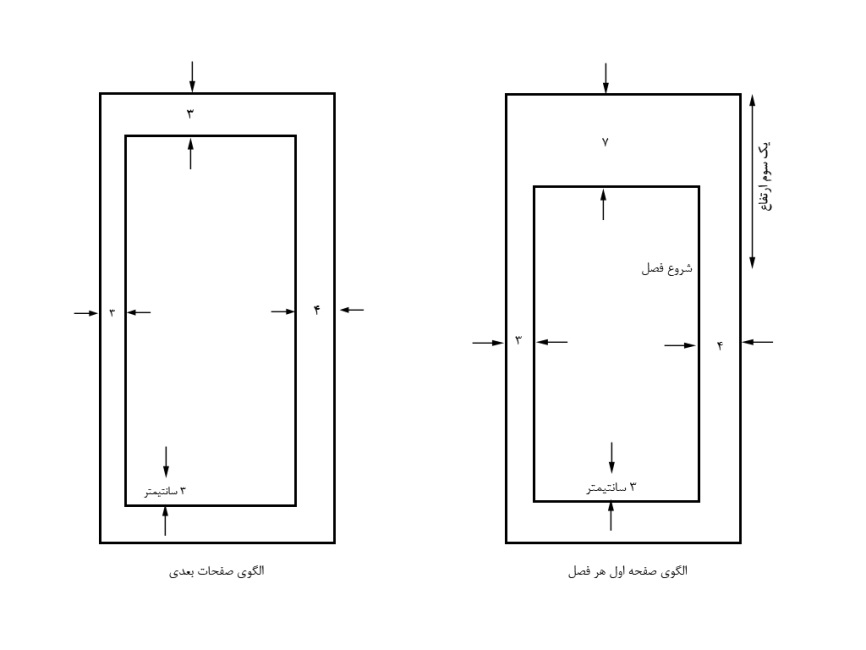 ۷
یک سوم ارتفاع
شروع فصل
۳
۴
۳ سانتیمتر
الگوی صفحه اول هر فصل
۳
۳
۴
۳ سانتیمتر
الگوی صفحات بعدی